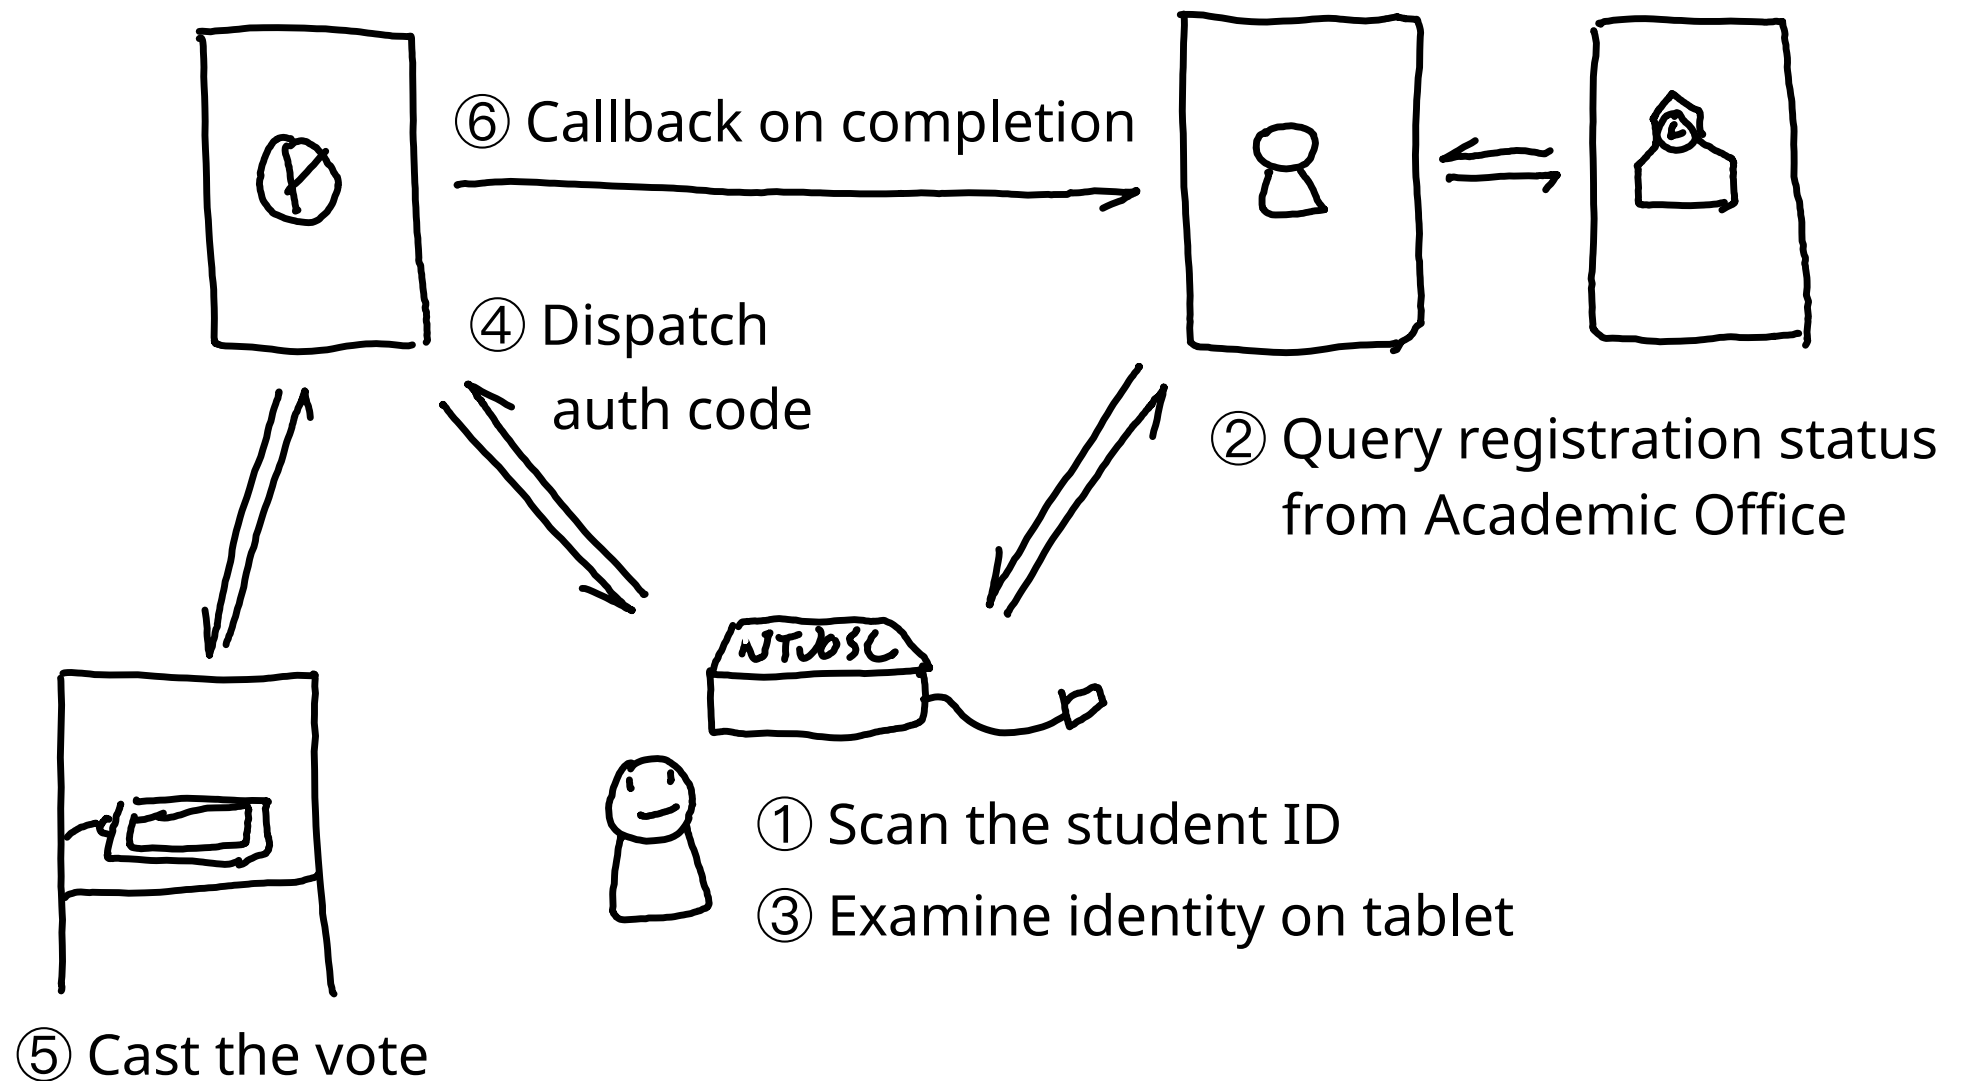 ⑥ Callback on completion
④ Dispatch
auth code
② Query registration status
from Academic Office
NTUOSC
① Scan the student ID
③ Examine identity on tablet
⑤ Cast the vote